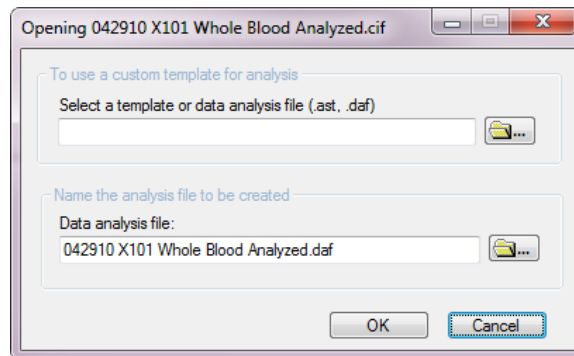 Opening 042910 X101 Whole Blood Analyzed.cif
To use a custom template for analysis
Select a template or data analysis file (.ast, .daf)
...
Name the analysis file to be created
Data analysis file:
042910 X101 Whole Blood Analyzed.daf
...
OK
Cancel